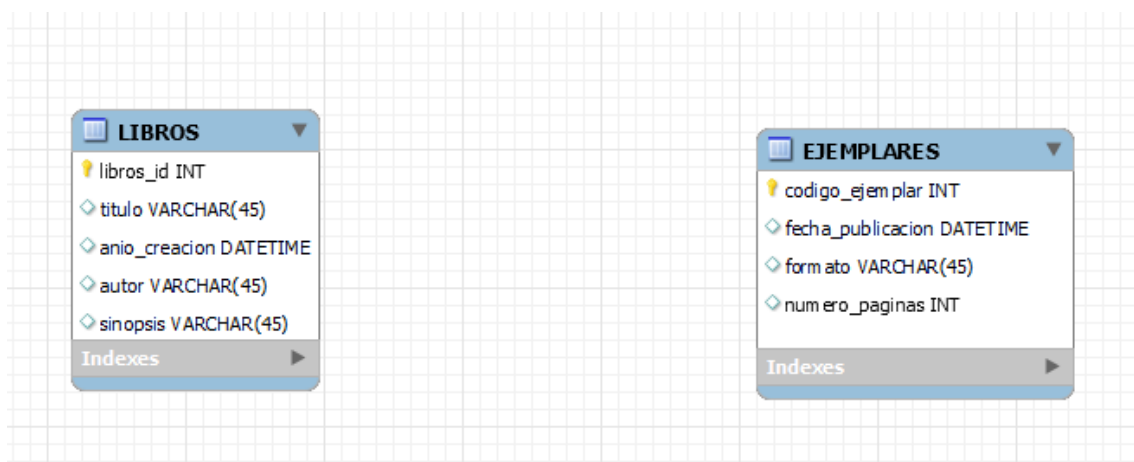 LIBROS
libros_id INT
titulo VARCHAR(45)
anio_creacion DATETIME
autor VARCHAR(45)
sinopsis VARCHAR(45)
Indexes
EJEMPLARES
codigo_ejemplar INT
fecha_publicacion DATETIME
formato VARCHAR(45)
numero_paginas INT
Indexes